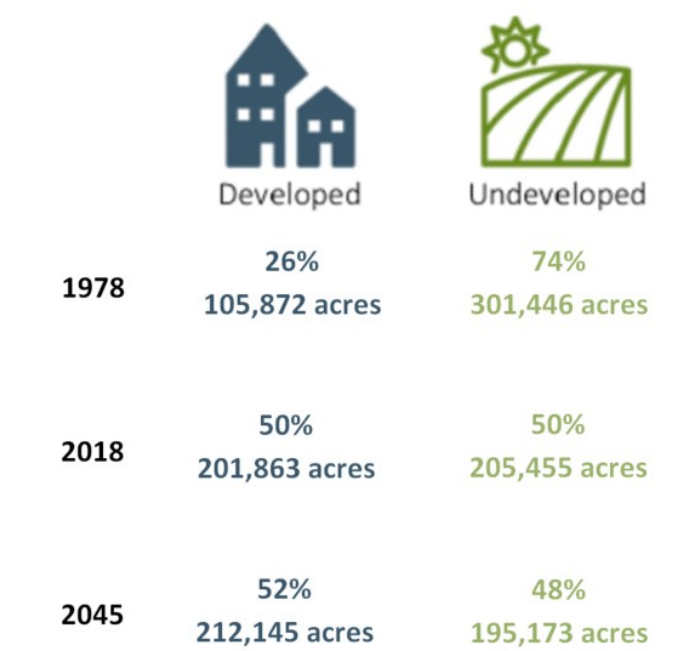 Developed
Undeveloped
1978
26%
105,872 acres
74%
301,446 acres
2018
50%
201,863 acres
50%
205,455 acres
2045
52%
212,145 acres
48%
195,173 acres